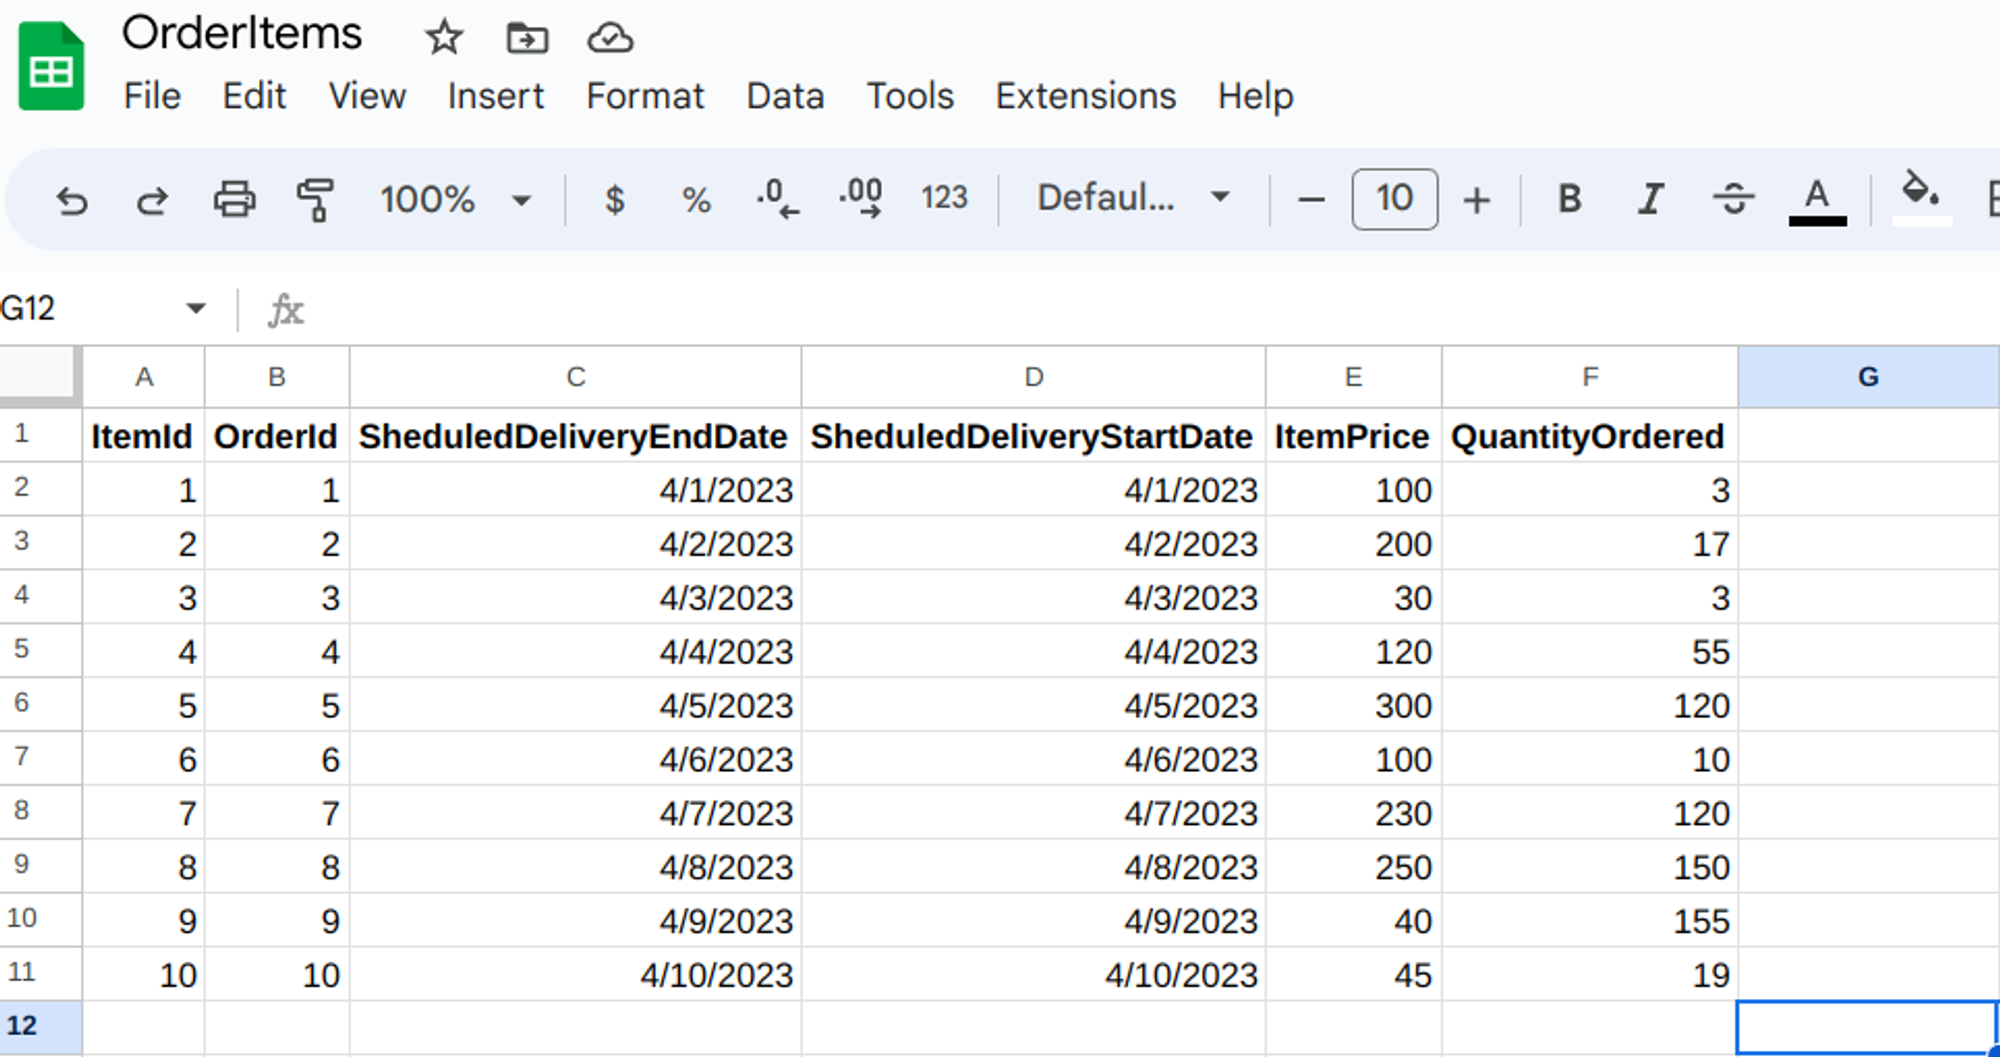 OrderItems
File Edit View Insert Format Data Tools Extensions Help
100% $ % .0 .00 123 Defaul... 10 B I S A
G12 fx
A B C D E F G
1 ItemId OrderId SheduledDeliveryEndDate SheduledDeliveryStartDate ItemPrice QuantityOrdered
2 1 1 4/1/2023 4/1/2023 100 3
3 2 2 4/2/2023 4/2/2023 200 17
4 3 3 4/3/2023 4/3/2023 30 3
5 4 4 4/4/2023 4/4/2023 120 55
6 5 5 4/5/2023 4/5/2023 300 120
7 6 6 4/6/2023 4/6/2023 100 10
8 7 7 4/7/2023 4/7/2023 230 120
9 8 8 4/8/2023 4/8/2023 250 150
10 9 9 4/9/2023 4/9/2023 40 155
11 10 10 4/10/2023 4/10/2023 45 19
12